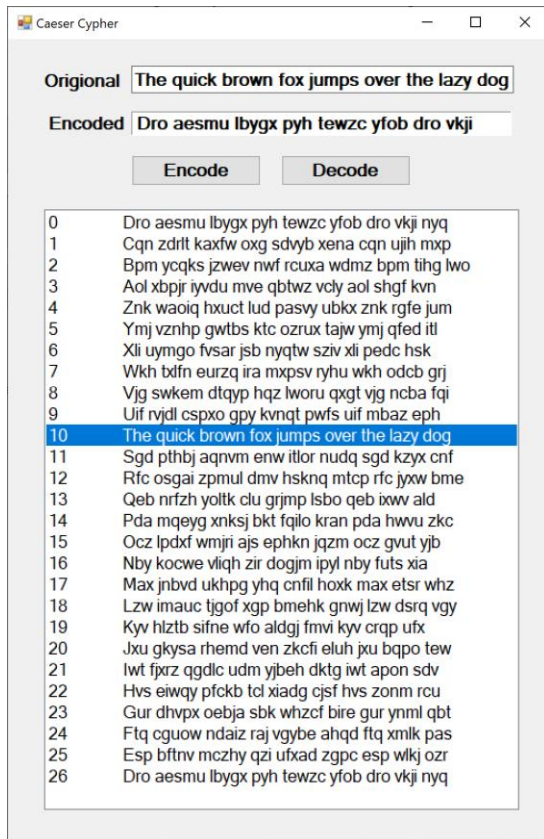 Caeser Cypher
Origional The quick brown fox jumps over the lazy dog
Encoded Dro aesmu lbygx pyh tewzc yfob dro vkji
Encode Decode
0 Dro aesmu lbygx pyh tewzc yfob dro vkji nyq
1 Cqn zdrlt kaxfw oxg sdvyb xena cqn ujih mxp
2 Bpm ycqks jzwev nwf rcuxa wdmz bpm tihg lwo
3 Aol xbpjr iyvdu mve qbtwz vcly aol shgf kvn
4 Znk waoiq hxuct lud pasvy ubkx znk rgfe jum
5 Ymj vznhp gwtbs ktc ozrux tajw ymj qfed itl
6 Xli uymgo fvsar jsb nyqtw sziv xli pedc hsk
7 Wkh txlfn eurzq ira mxpsv ryhu wkh odcb grj
8 Vjg swkem dtqyp hqz lworu qxgt vjg ncba fqi
9 Uif rvjdl cspxo gpy kvnqt pwfs uif mbaz eph
10 The quick brown fox jumps over the lazy dog
11 Sgd pthbj aqnvm enw itlor nudq sgd kzyx cnf
12 Rfc osgai zpmul dmv hsknq mtcp rfc jyxw bme
13 Qeb nrfzh yoltk clu grjmp lsbo qeb ixwv ald
14 Pda mqeyg xnksj bkt fqilo kran pda hwvu zkc
15 Ocz lpdxf wmjri ajs ephkn jqzm ocz gvut yjb
16 Nby kocwe vliqh zir dogjm ipyl nby futs xia
17 Max jnbvd ukhpg yhq cnfil hoxk max etsr whz
18 Lzw imauc tjgof xgp bmehk gnwj lzw dsrq vgy
19 Kyv hlztb sifne wfo aldgj fmvi kyv crqp ufx
20 Jxu gkysa rhemd ven zkcfi eluh jxu bqpo tew
21 Iwt fjxrz qgdlc udm yjbeh dktg iwt apon sdv
22 Hvs eiwqy pfckb tcl xiadg cjsf hvs zonm rcu
23 Gur dhvpx oebja sbk whzcf bire gur ynml qbt
24 Ftq cguow ndaiz raj vgybe ahqd ftq xmlk pas
25 Esp bftnv mczhy qzi ufxad zgpc esp wlkj ozr
26 Dro aesmu lbygx pyh tewzc yfob dro vkji nyq